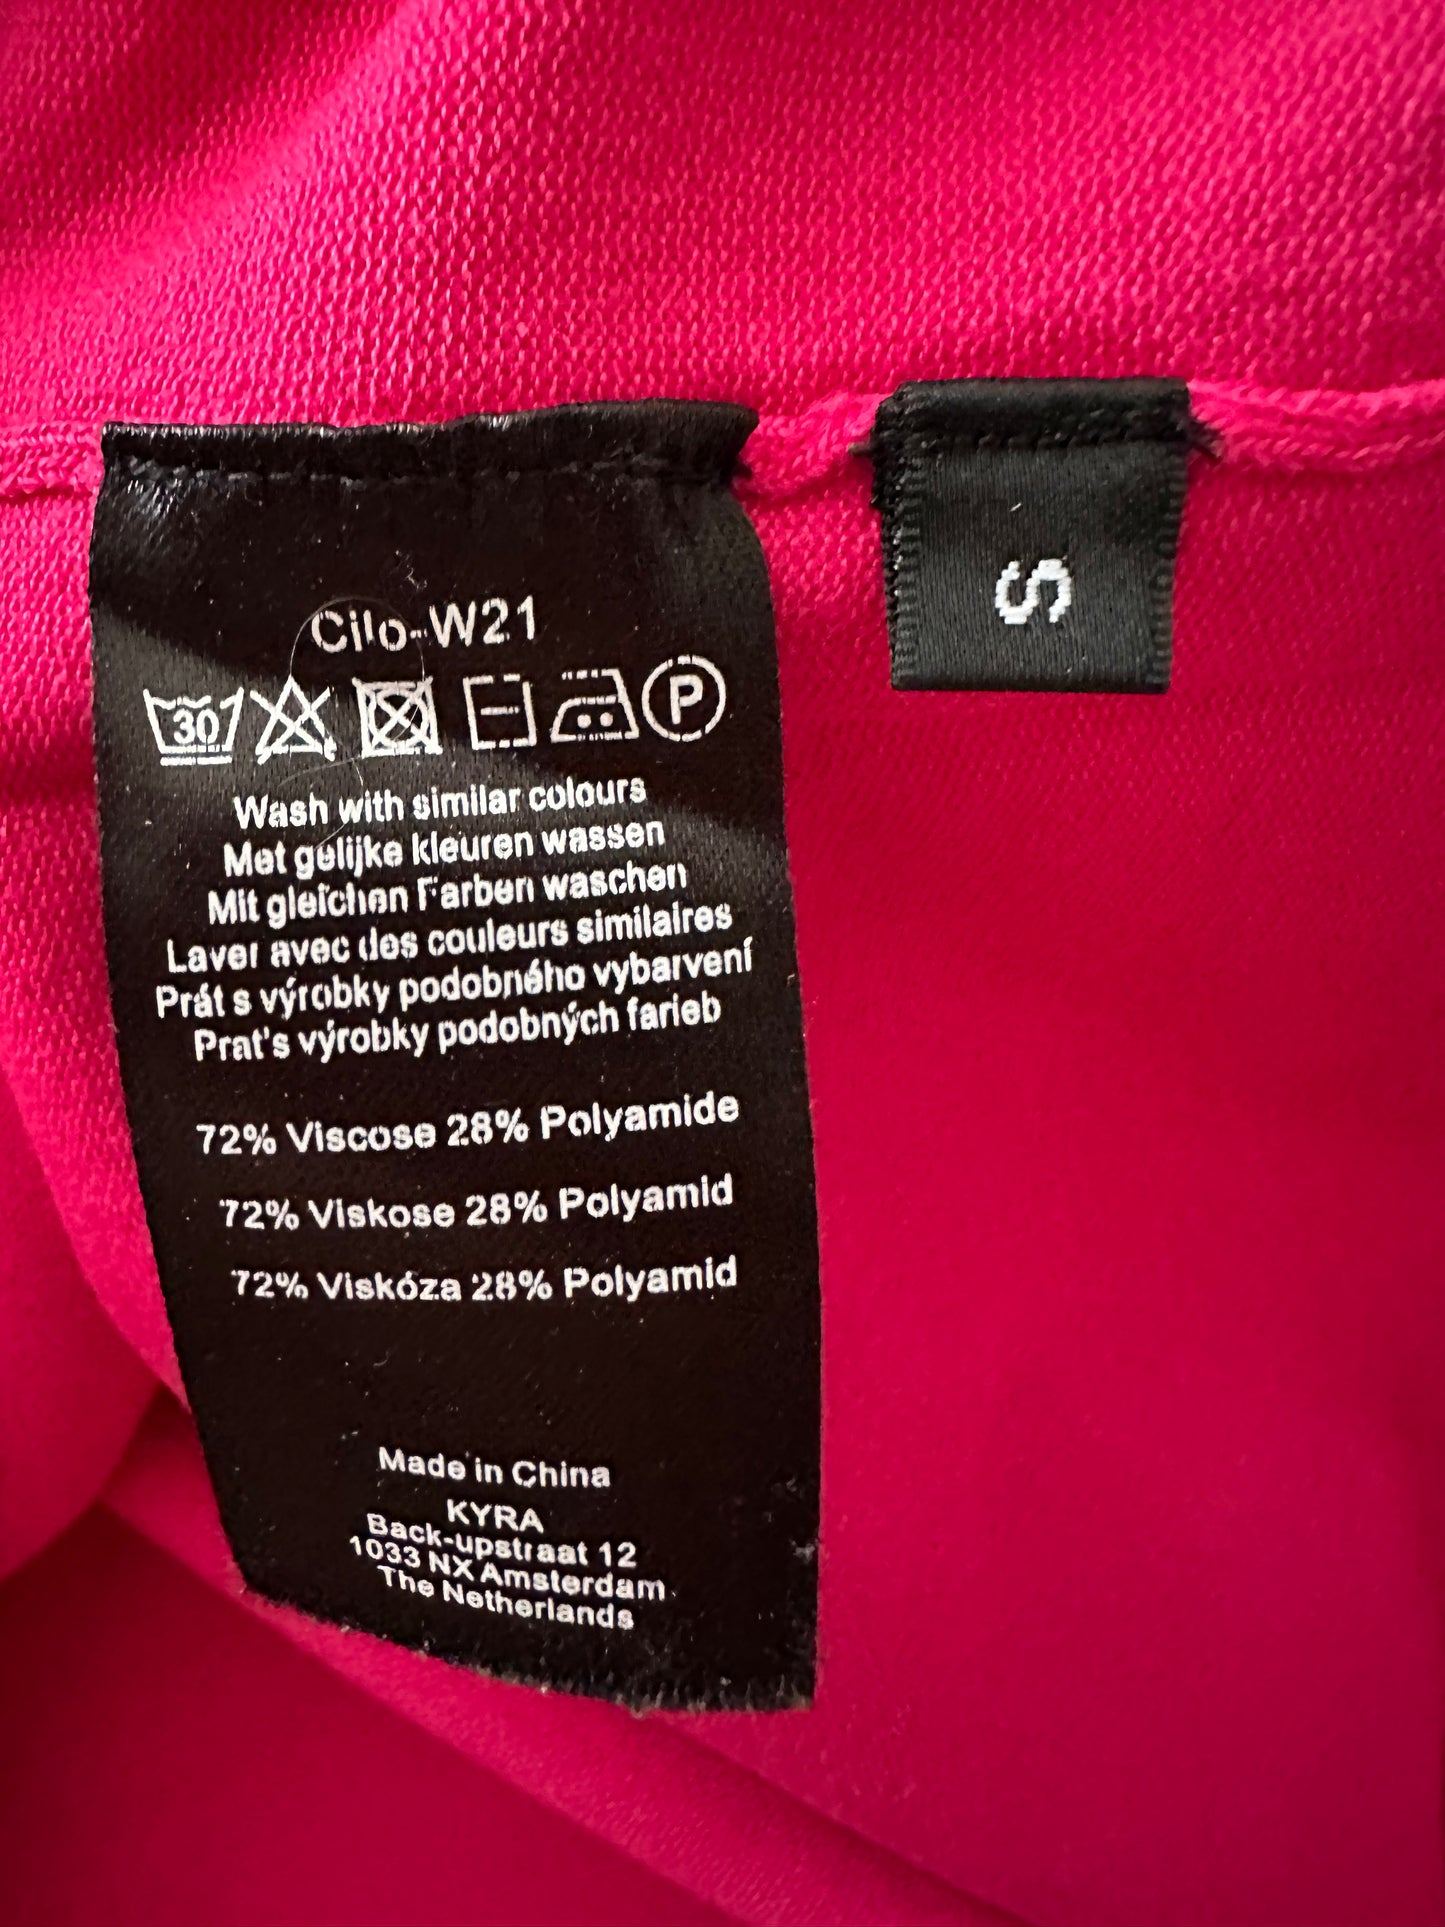 Cilo-W21
30 P
Wash with similar colours
Met gelijke kleuren wassen
Mit gleichen Farben waschen
Laver avec des couleurs similaires
Prát s výrobky podobného vybarvení
Prat's výrobky podobných farieb
72% Viscose 28% Polyamide
72% Viskose 28% Polyamid
72% Viskóza 28% Polyamid
Made in China
KYRA
Back-upstraat 12
1033 NX Amsterdam
The Netherlands
S